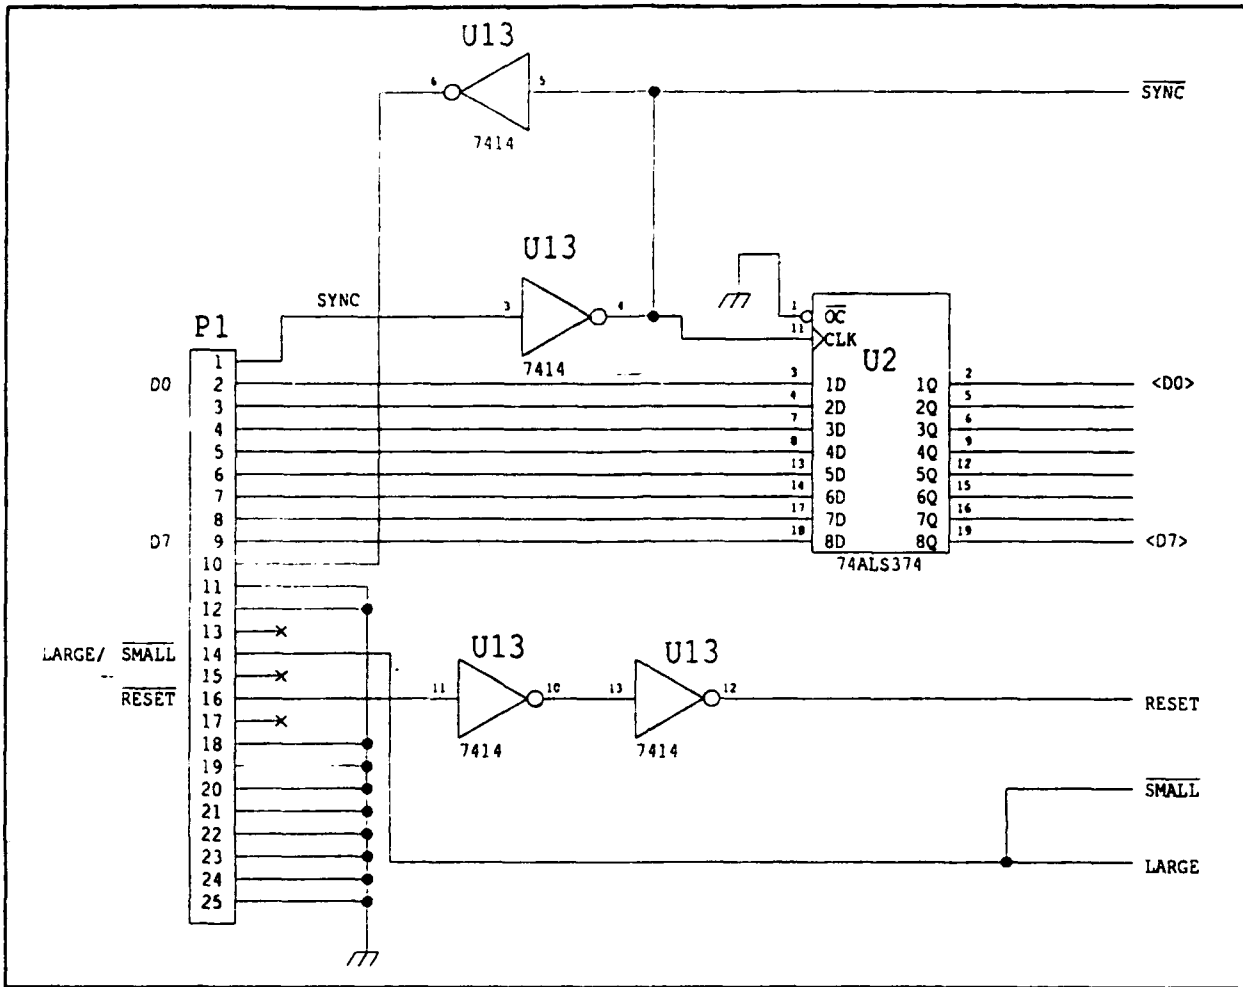 U13
6
5
7414
SYNC
U13
SYNC
3
4
7414
P1
1
OC
11
CLK
U2
1
D0 2 3 1D 1Q 2 <D0>
3 4 2D 2Q 5
4 7 3D 3Q 6
5 8 4D 4Q 9
6 13 5D 5Q 12
7 14 6D 6Q 15
8 17 7D 7Q 16
D7 9 18 8D 8Q 19 <D7>
74ALS374
10
11
12
13
LARGE/ SMALL 14
15
RESET 16
17
18
19
20
21
22
23
24
25
U13
11
10
7414
U13
13
12
7414
RESET
SMALL
LARGE